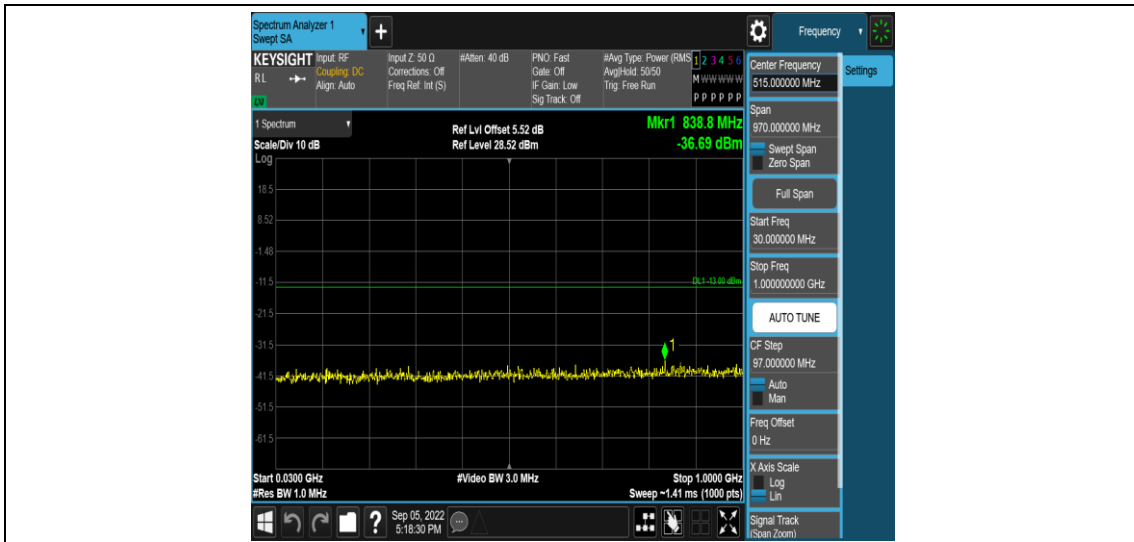 Spectrum Analyzer 1
Swept SA
+
Frequency
KEYSIGHT
RL
LXI
Input: RF
Coupling: DC
Align: Auto
Input Z: 50 Ω
Corrections: Off
Freq Ref: Int (S)
#Atten: 40 dB
PNO: Fast
Gate: Off
IF Gain: Low
Sig Track: Off
#Avg Type: Power (RMS
Avg|Hold: 50/50
Trig: Free Run
1 2 3 4 5 6
M W W W W W
P P P P P P
1 Spectrum
Scale/Div 10 dB
Log
Ref Lvl Offset 5.52 dB
Ref Level 28.52 dBm
Mkr1 838.8 MHz
-36.69 dBm
18.5
8.52
-1.48
-11.5
DL1 -13.00 dBm
-21.5
-31.5
1
-41.5
-51.5
-61.5
Start 0.0300 GHz
#Res BW 1.0 MHz
#Video BW 3.0 MHz
Stop 1.0000 GHz
Sweep ~1.41 ms (1000 pts)
?
Sep 05, 2022
5:18:30 PM
Center Frequency
515.000000 MHz
Settings
Span
970.000000 MHz
Swept Span
Zero Span
Full Span
Start Freq
30.000000 MHz
Stop Freq
1.000000000 GHz
AUTO TUNE
CF Step
97.000000 MHz
Auto
Man
Freq Offset
0 Hz
X Axis Scale
Log
Lin
Signal Track
(Span Zoom)